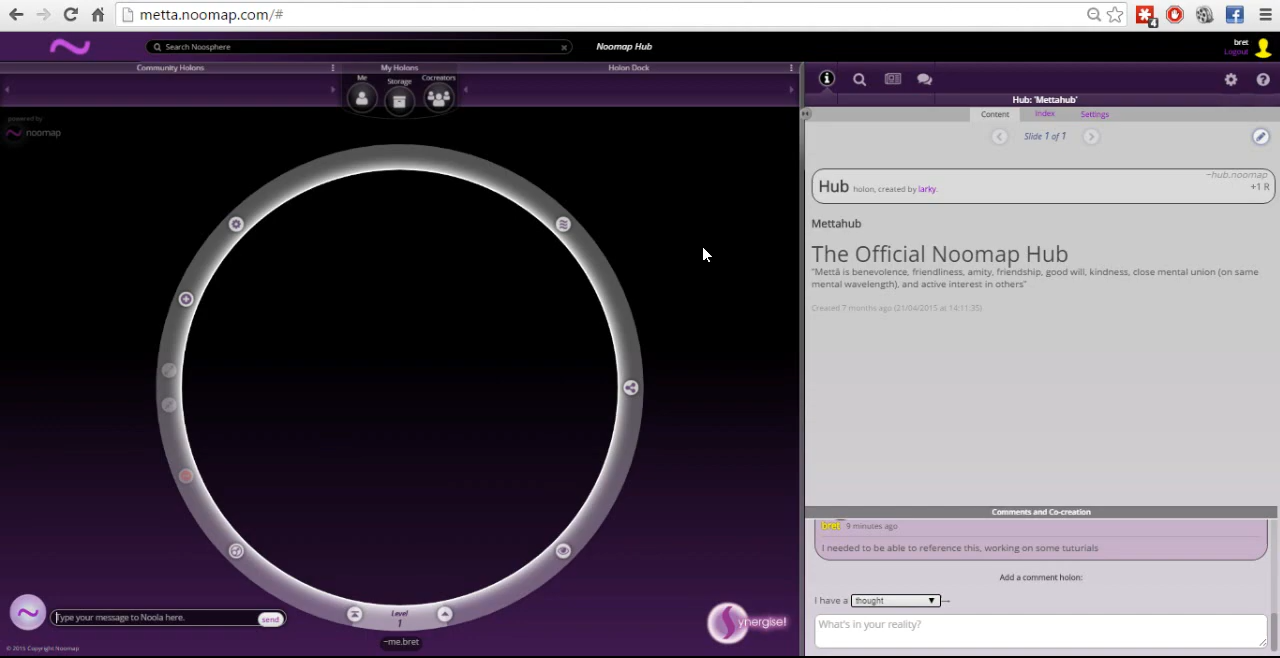 metta.noomap.com/#
4
Search Noosphere
Noomap Hub
bret
Logout
Community Holons
My Holons
Holon Dock
Me
Storage
Cocreators
powered by
noomap
Hub: 'Mettahub'
Content
Index
Settings
Slide 1 of 1
~hub.noomap
Hub holon, created by larky.
+1 R
Mettahub
The Official Noomap Hub
"Mettā is benevolence, friendliness, amity, friendship, good will, kindness, close mental union (on same
mental wavelength), and active interest in others"
Created 7 months ago (21/04/2015 at 14:11:35)
Comments and Co-creation
bret 9 minutes ago
I needed to be able to reference this, working on some tuturials
Add a comment holon:
I have a thought
What's in your reality?
Type your message to Noola here.
send
Level
1
~me.bret
Synergise!
© 2015 Copyright Noomap